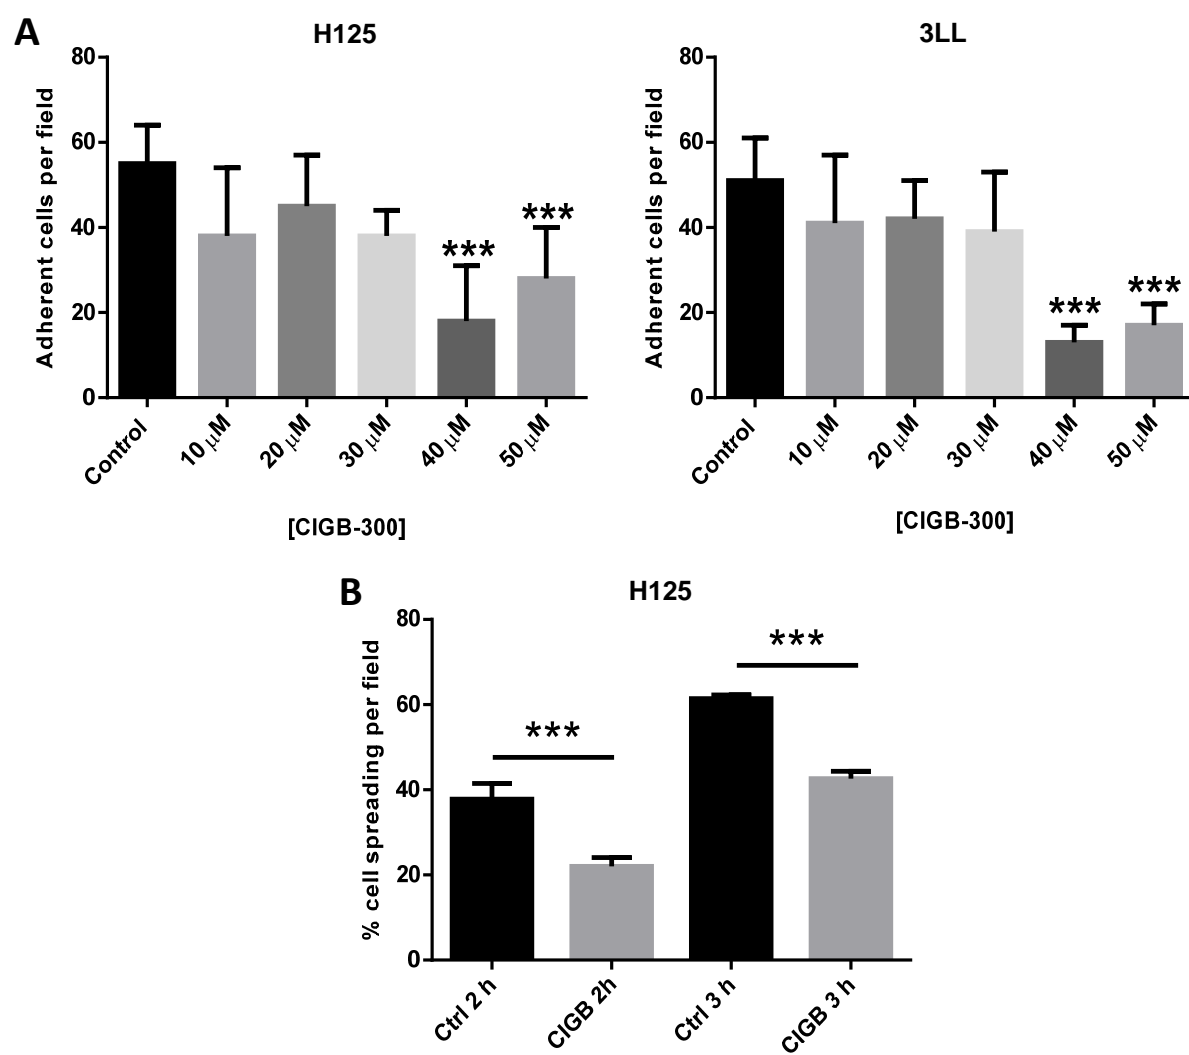 A
H125
80
60
40
20
0
Adherent cells per field
***
***
Control
10 μM
20 μM
30 μM
40 μM
50 μM
[CIGB-300]
3LL
80
60
40
20
0
Adherent cells per field
***
***
Control
10 μM
20 μM
30 μM
40 μM
50 μM
[CIGB-300]
B
H125
80
60
40
20
0
% cell spreading per field
***
***
Ctrl 2 h
CIGB 2h
Ctrl 3 h
CIGB 3 h